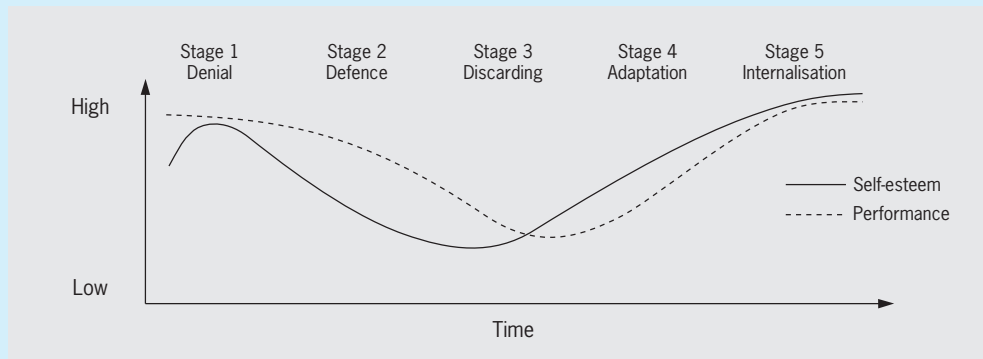 Stage 1
Denial
Stage 2
Defence
Stage 3
Discarding
Stage 4
Adaptation
Stage 5
Internalisation
High
Self-esteem
Performance
Low
Time